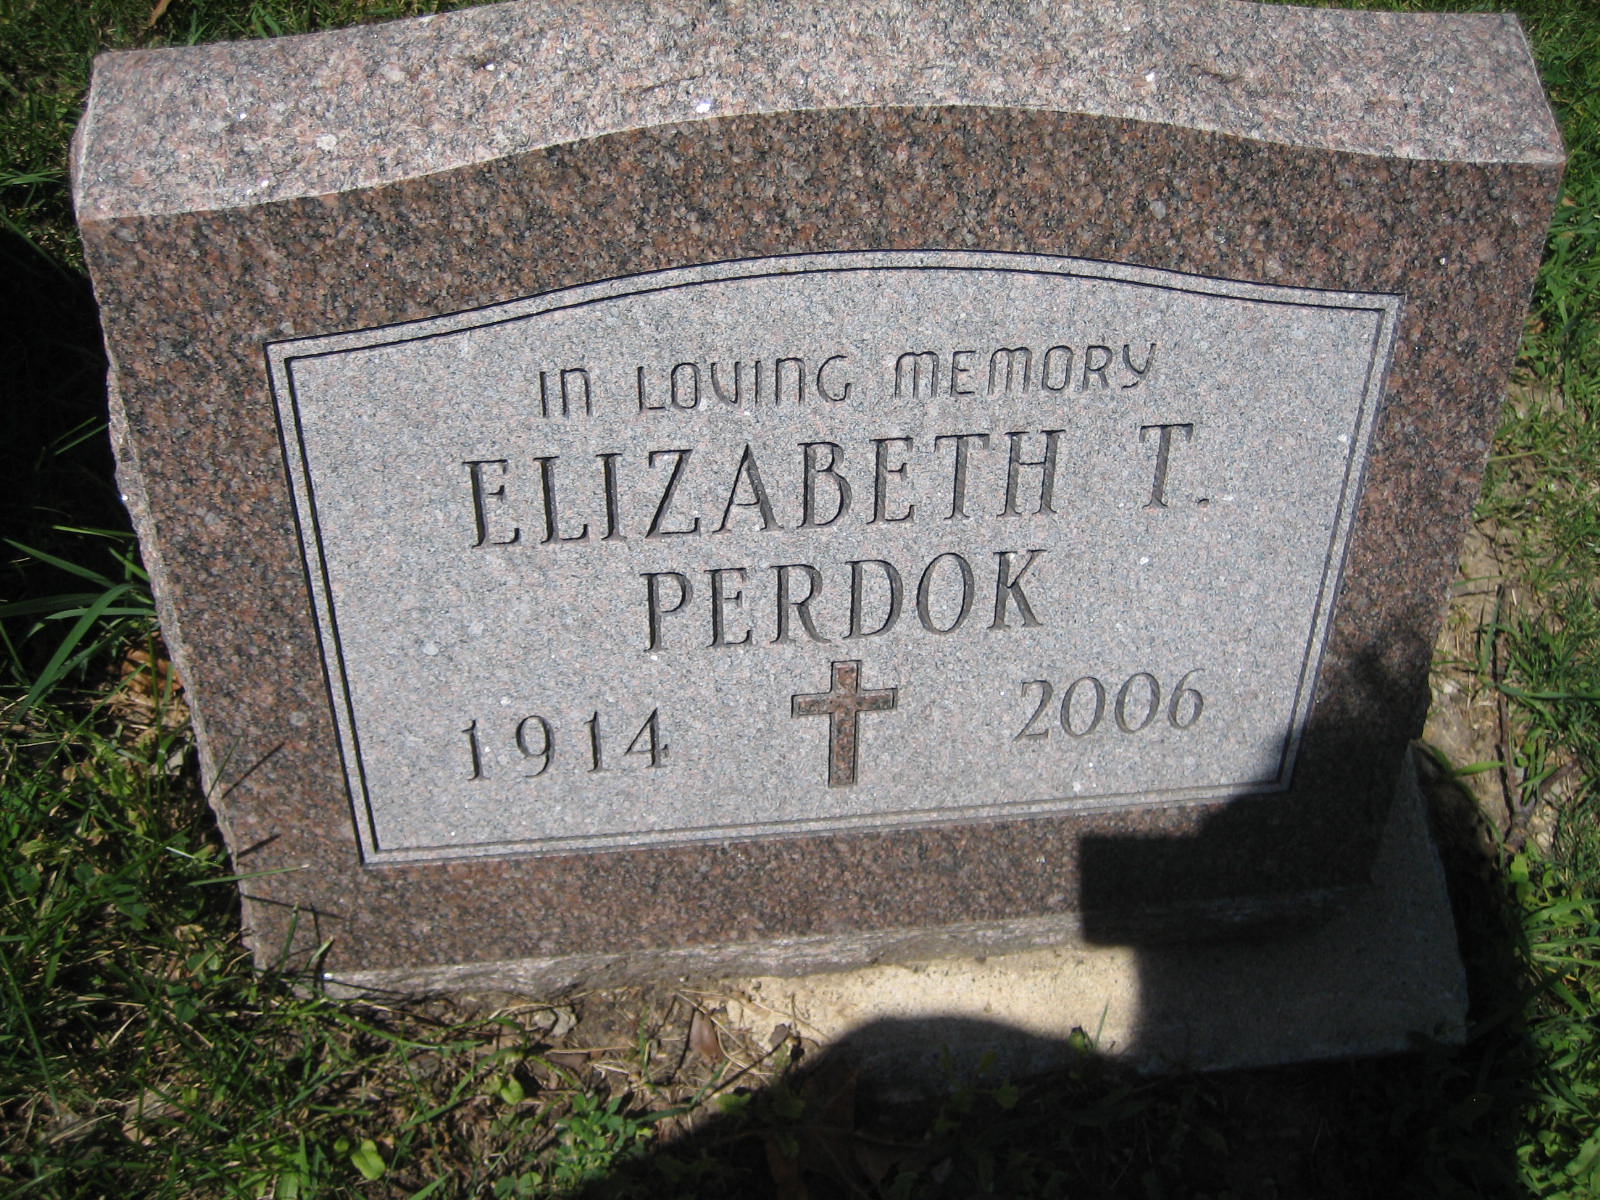 IN LOVING MEMORY
ELIZABETH T.
PERDOK
1914 2006